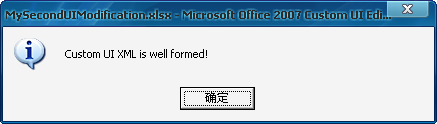 MySecondUIModification.xlsx - Microsoft Office 2007 Custom UI Edi...
Custom UI XML is well formed!
确定